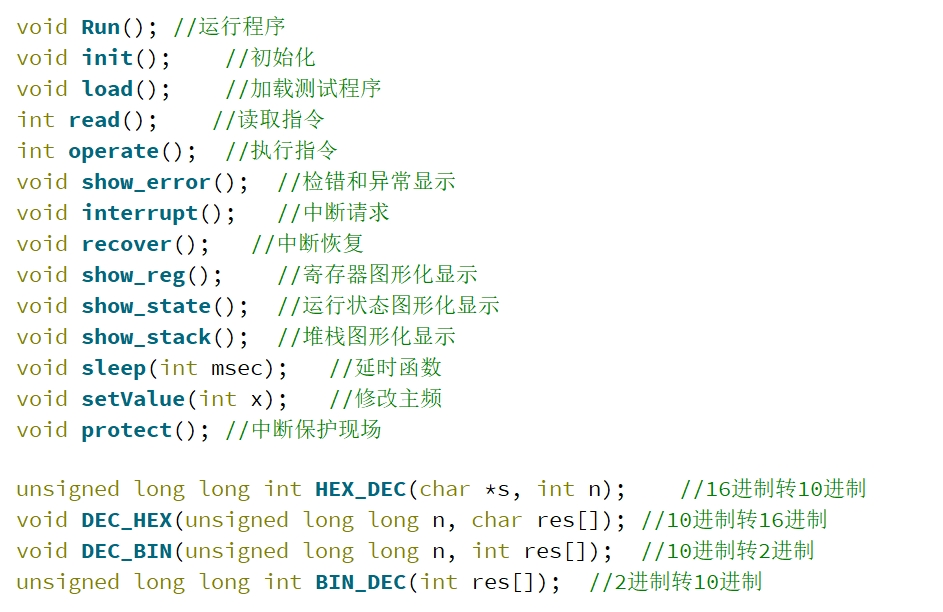 void Run(); //运行程序
void init();    //初始化
void load();    //加载测试程序
int read();    //读取指令
int operate();  //执行指令
void show_error();  //检错和异常显示
void interrupt();   //中断请求
void recover();   //中断恢复
void show_reg();    //寄存器图形化显示
void show_state();  //运行状态图形化显示
void show_stack();  //堆栈图形化显示
void sleep(int msec);   //延时函数
void setValue(int x);   //修改主频
void protect(); //中断保护现场
unsigned long long int HEX_DEC(char *s, int n);    //16进制转10进制
void DEC_HEX(unsigned long long n, char res[]); //10进制转16进制
void DEC_BIN(unsigned long long n, int res[]);  //10进制转2进制
unsigned long long int BIN_DEC(int res[]);  //2进制转10进制